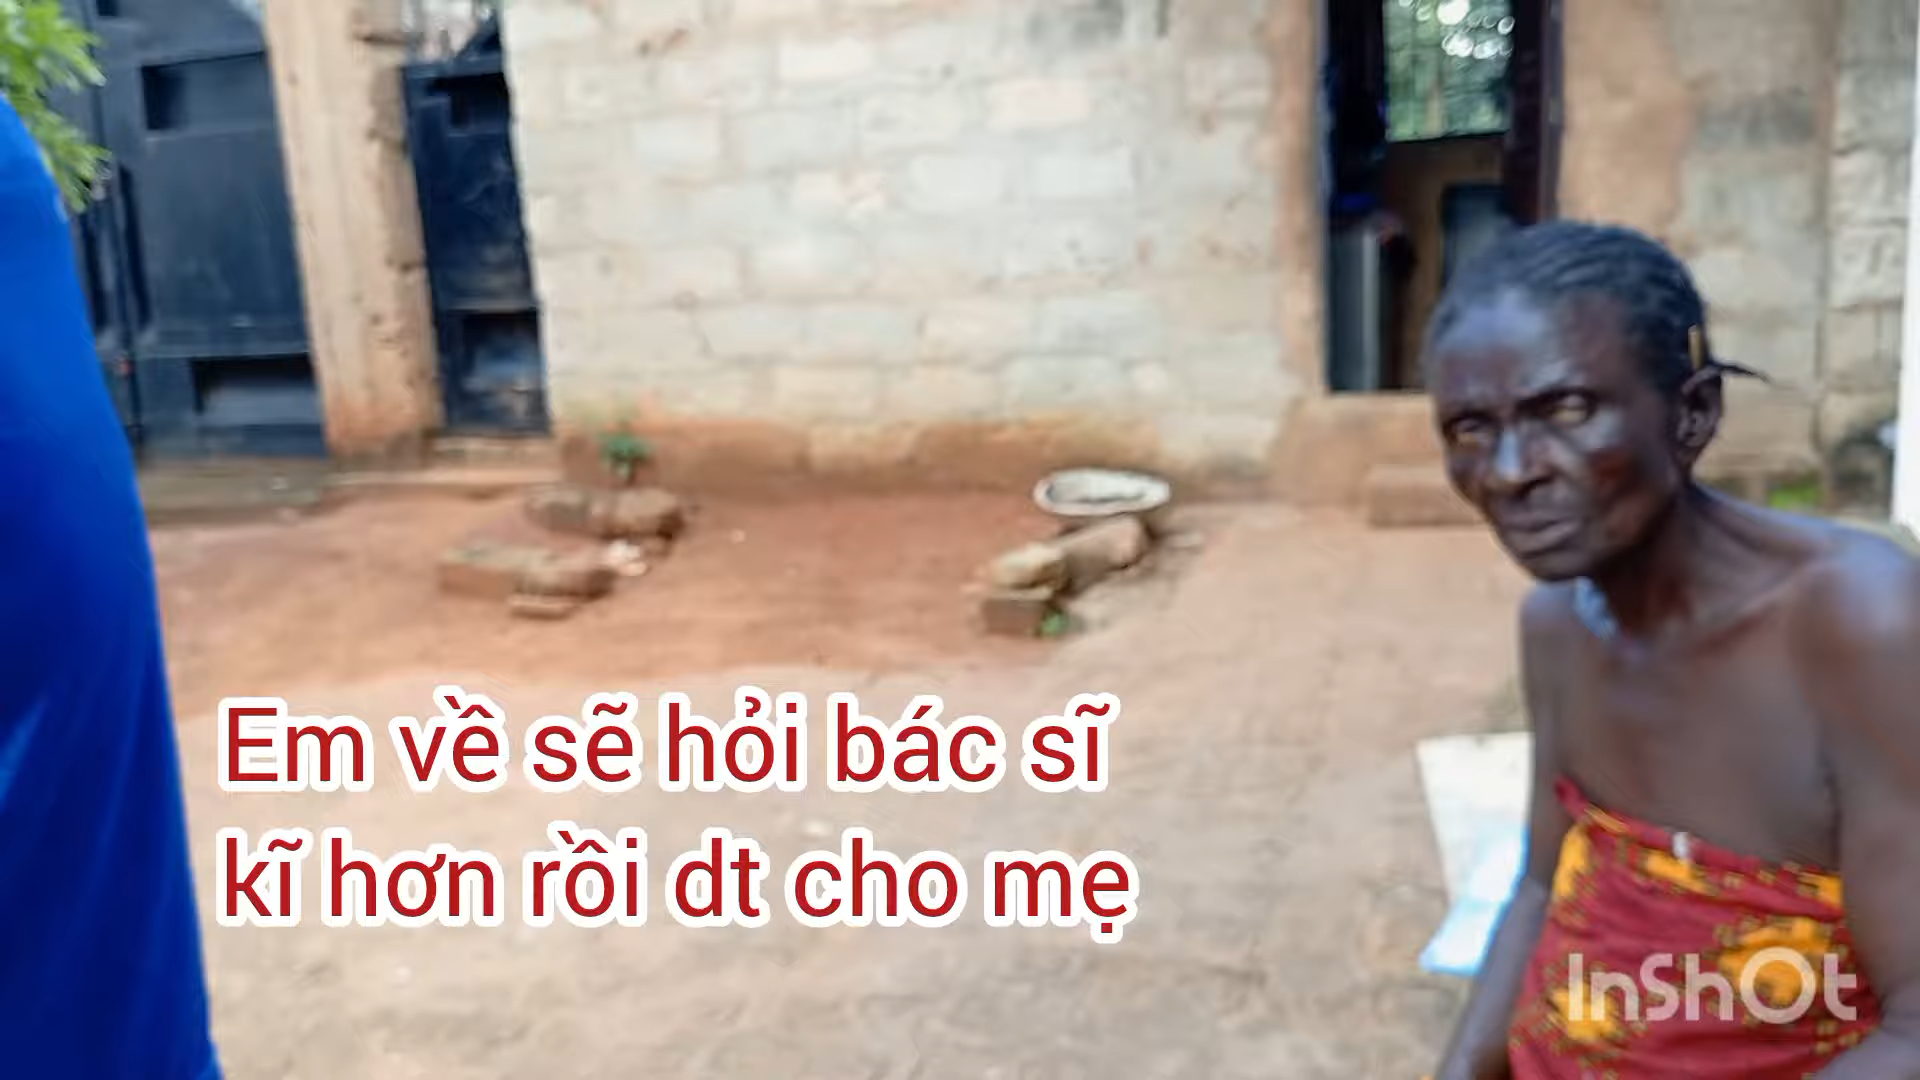 Em về sẽ hỏi bác sĩ
kĩ hơn rồi dt cho mẹ
InShOt